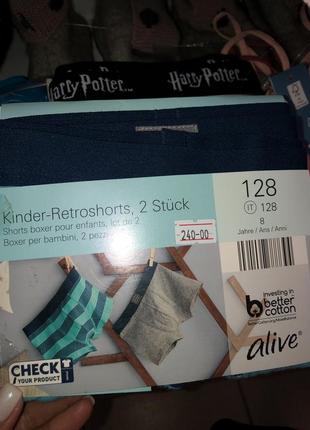 Harry Potter Harry Potter
Kinder-Retroshorts, 2 Stück
Shorts boxer pour enfants, lot de 2
Boxer per bambini, 2 pezzi
240-00
128
IT 128
8
Jahre / Ans / Anni
investing in
better
cotton
alive®
CHECK
YOUR PRODUCT